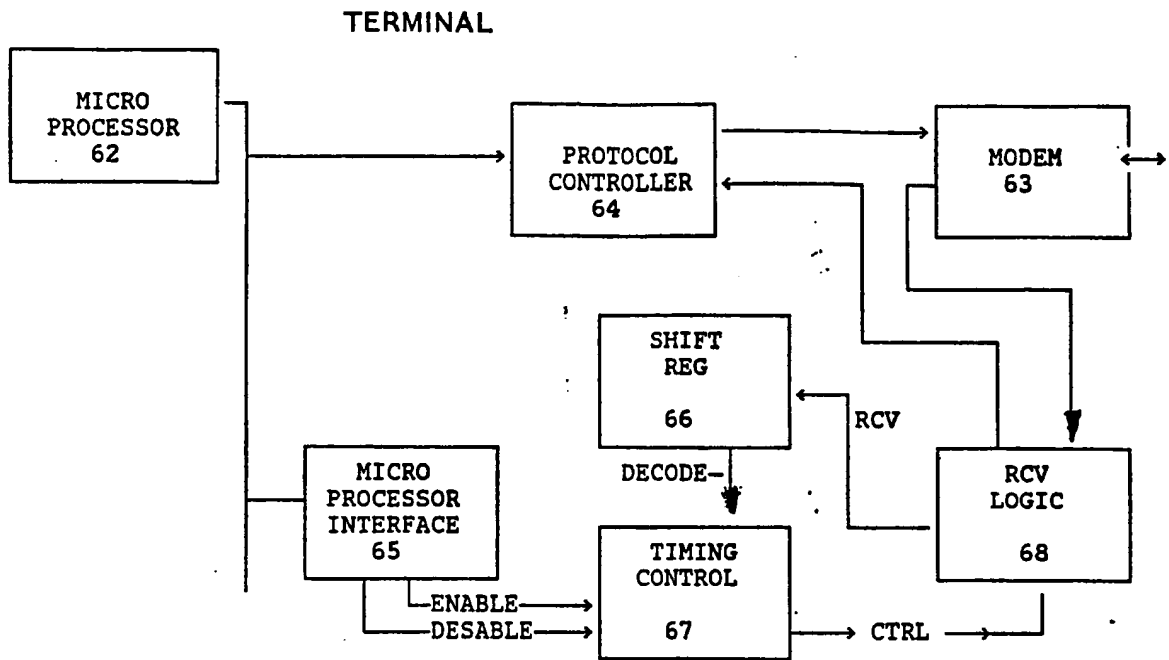 TERMINAL
MICRO
PROCESSOR
62
PROTOCOL
CONTROLLER
64
MODEM
63
SHIFT
REG
66
RCV
DECODE
MICRO
PROCESSOR
INTERFACE
65
RCV
LOGIC
68
TIMING
CONTROL
67
ENABLE
DESABLE
CTRL